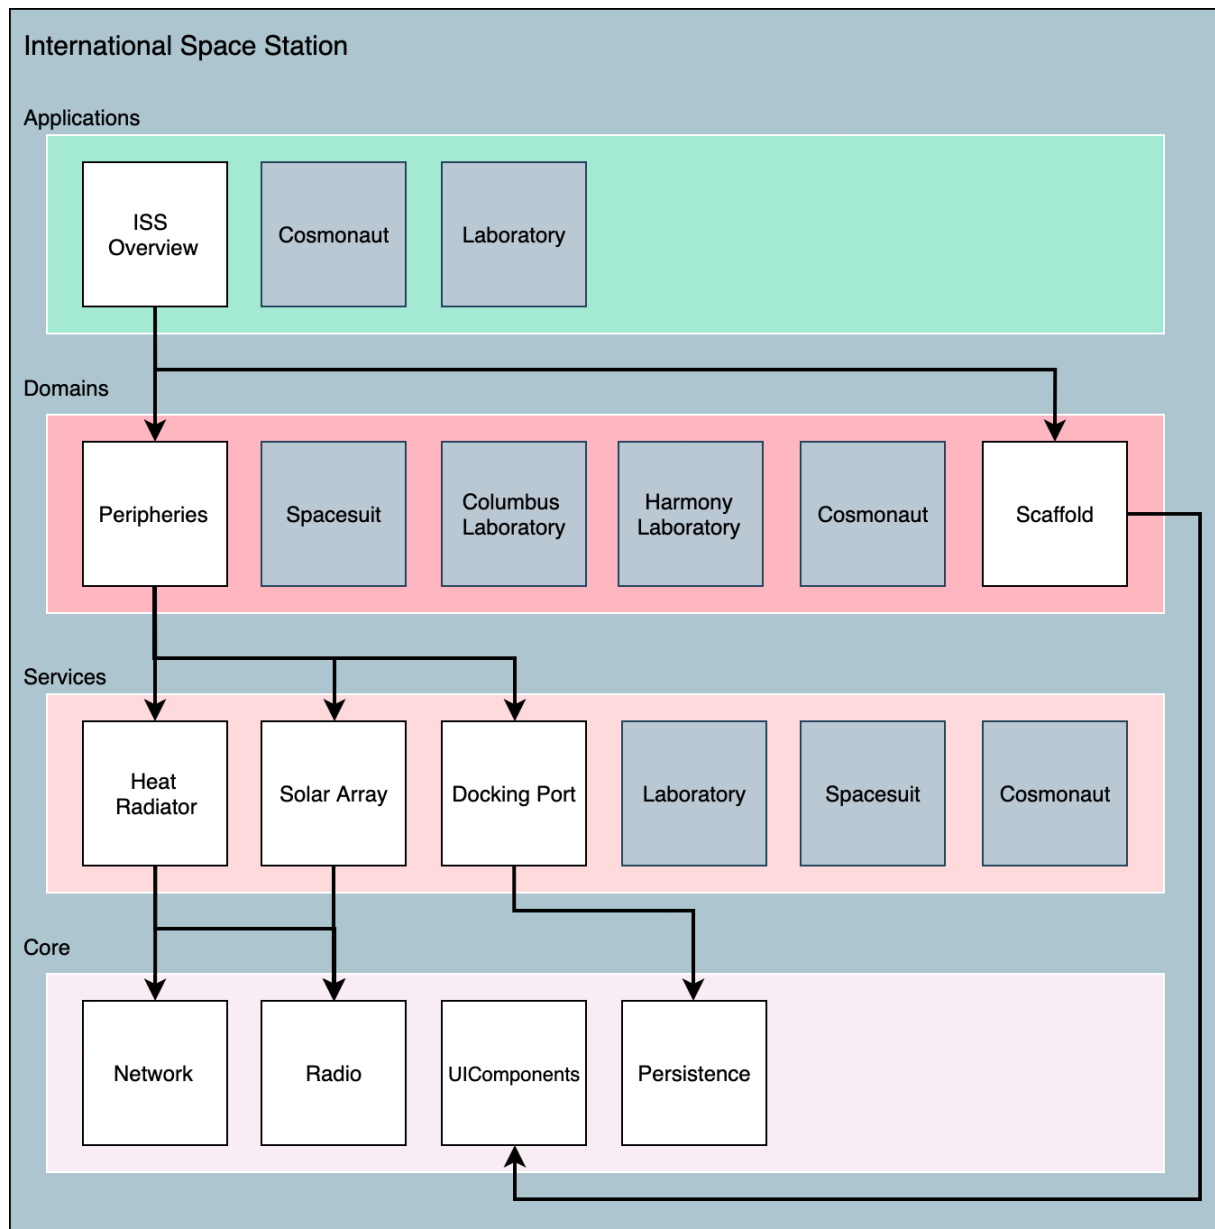 International Space Station
Applications
ISS
Overview
Cosmonaut
Laboratory
Domains
Peripheries
Spacesuit
Columbus
Laboratory
Harmony
Laboratory
Cosmonaut
Scaffold
Services
Heat
Radiator
Solar Array
Docking Port
Laboratory
Spacesuit
Cosmonaut
Core
Network
Radio
UIComponents
Persistence